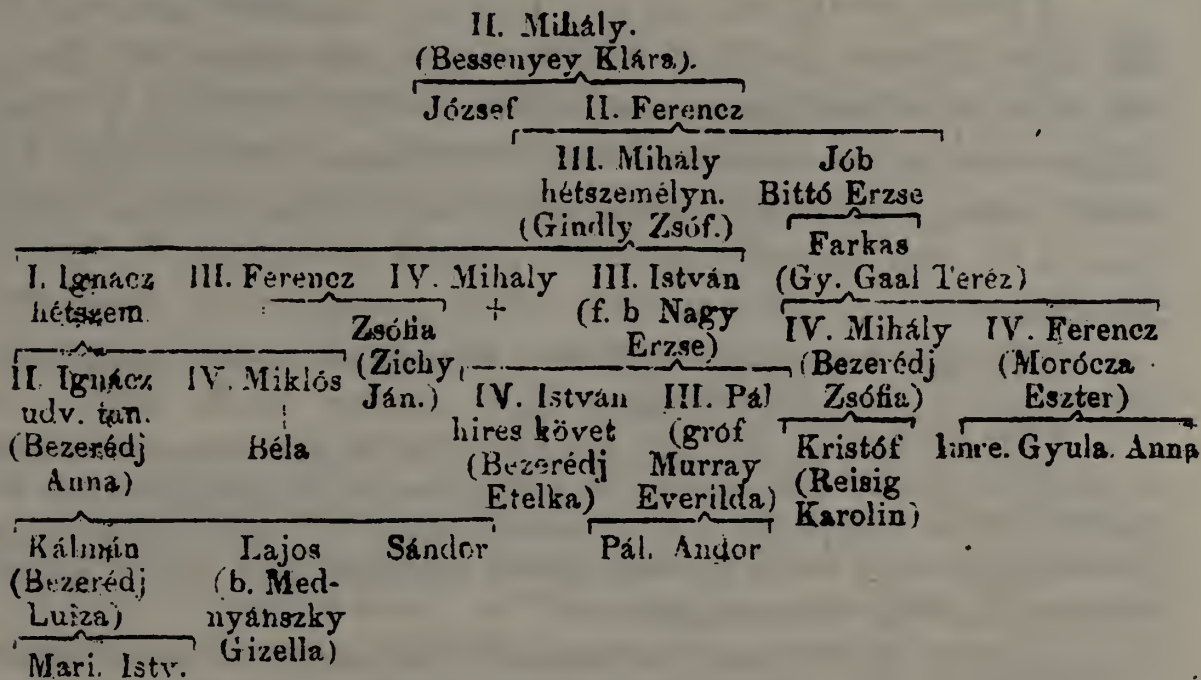 II. Mihály.
(Bessenyey Klára).
József II. Ferencz
III. Mihály Jób
hétszemélyn. Bittó Erzse
(Gindly Zsóf.) Farkas
I. Ignácz III. Ferencz IV. Mihaly III. István (Gy. Gaal Teréz)
hétszem. Zsófia + (f. b Nagy IV. Mihály IV. Ferencz
(Zichy Erzse) (Bezerédj (Morócza
II. Ignácz IV. Miklós Ján.) IV. István III. Pál Zsófia) Eszter)
udv. tan. hires követ (gróf Kristóf Imre. Gyula. Anna
(Bezerédj Béla (Bezerédj Murray (Reisig
Anna) Etelka) Everilda) Karolin)
Kálmán Lajos Sándor Pál. Andor
(Bezerédj (b. Med-
Luiza) nyánszky
Mari. Istv. Gizella)